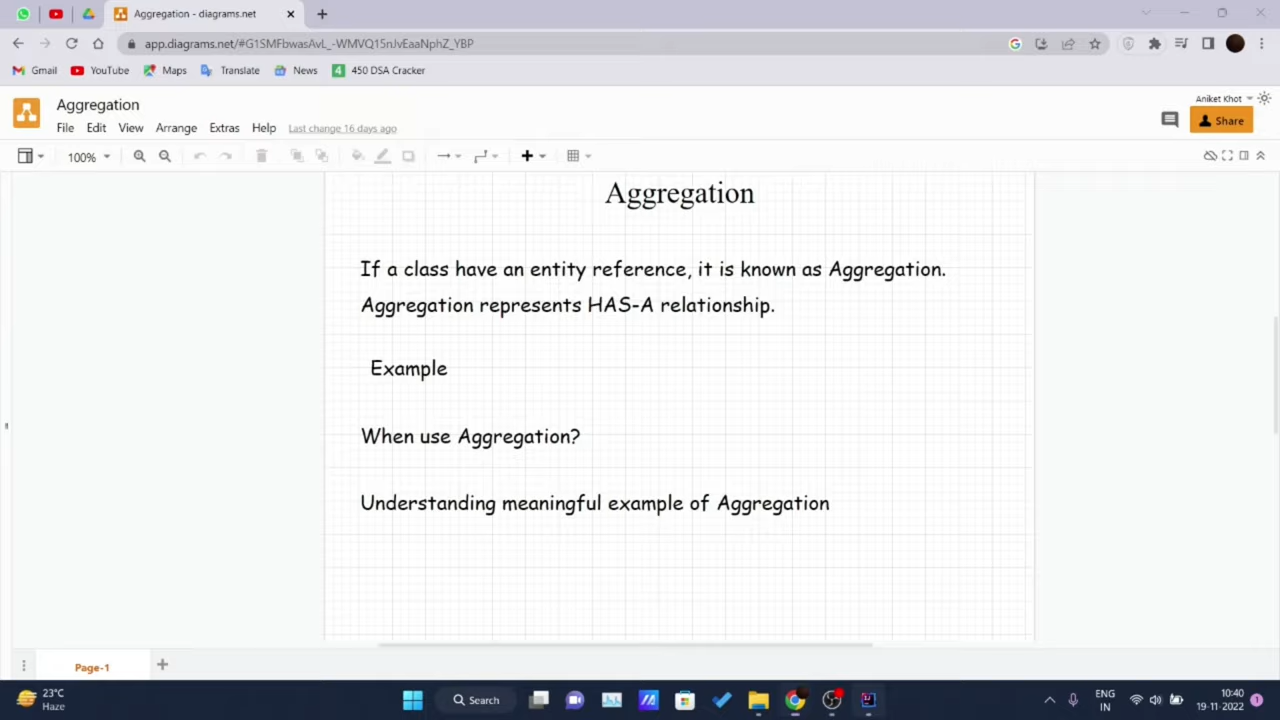 Aggregation - diagrams.net
app.diagrams.net/#G1SMFbwasAvL_-WMVQ15nJvEaaNphZ_YBP
Gmail YouTube Maps Translate News 4 450 DSA Cracker
Aggregation
Aniket Khot
File Edit View Arrange Extras Help Last change 16 days ago
Share
100%
Aggregation
If a class have an entity reference, it is known as Aggregation.
Aggregation represents HAS-A relationship.
Example
When use Aggregation?
Understanding meaningful example of Aggregation
Page-1
23°C
Haze
Search
ENG
IN
10:40
19-11-2022
1